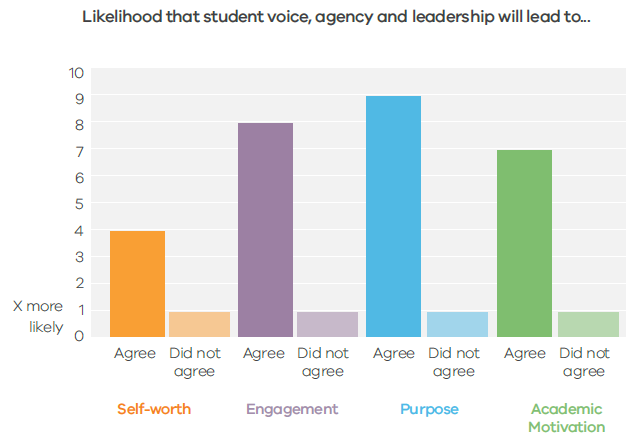 Likelihood that student voice, agency and leadership will lead to...
10
9
8
7
6
5
4
3
2
1
0
X more
likely
Agree
Did not
agree
Agree
Did not
agree
Agree
Did not
agree
Agree
Did not
agree
Self-worth
Engagement
Purpose
Academic
Motivation